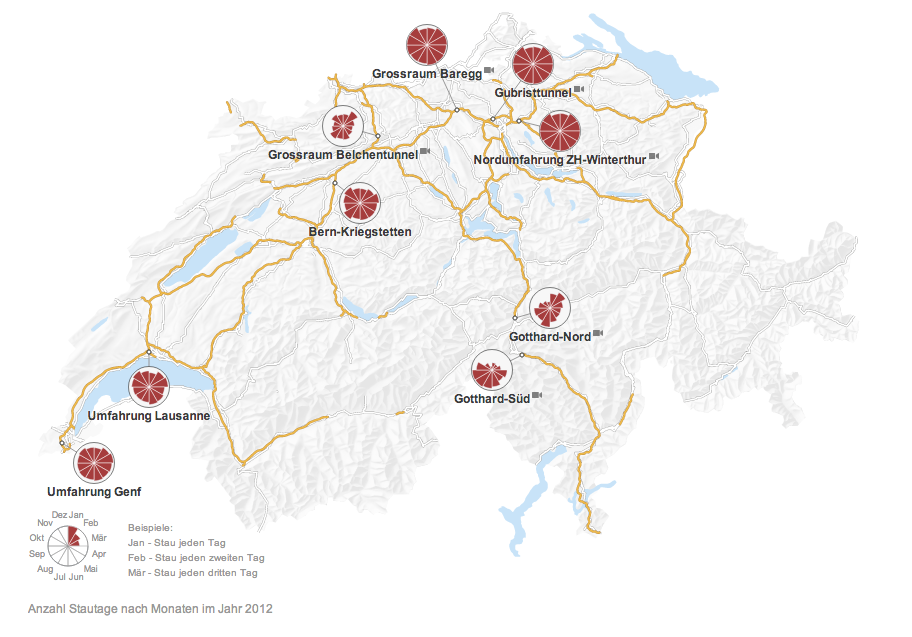 Grossraum Baregg
Gubristtunnel
Grossraum Belchentunnel
Nordumfahrung ZH-Winterthur
Bern-Kriegstetten
Gotthard-Nord
Gotthard-Süd
Umfahrung Lausanne
Umfahrung Genf
Dez Jan
Nov Feb
Okt Mär
Sep Apr
Aug Mai
Jul Jun
Beispiele:
Jan - Stau jeden Tag
Feb - Stau jeden zweiten Tag
Mär - Stau jeden dritten Tag
Anzahl Stautage nach Monaten im Jahr 2012